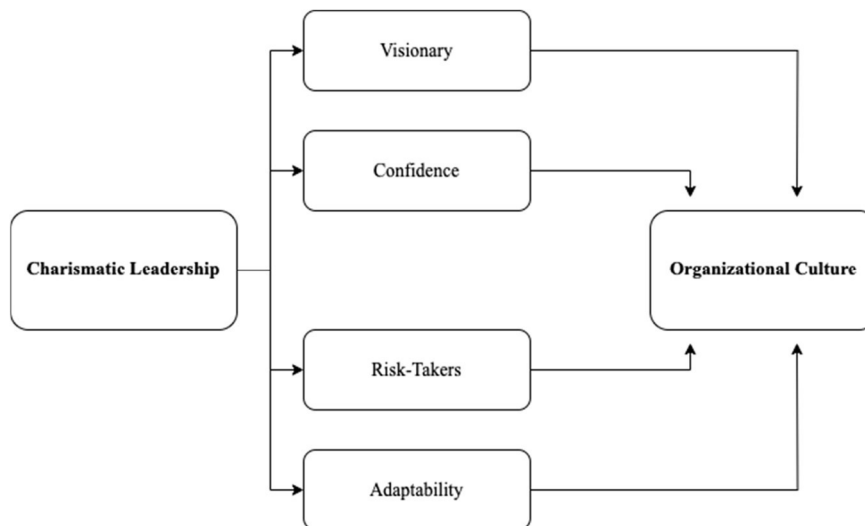 Visionary
Confidence
Charismatic Leadership
Organizational Culture
Risk-Takers
Adaptability